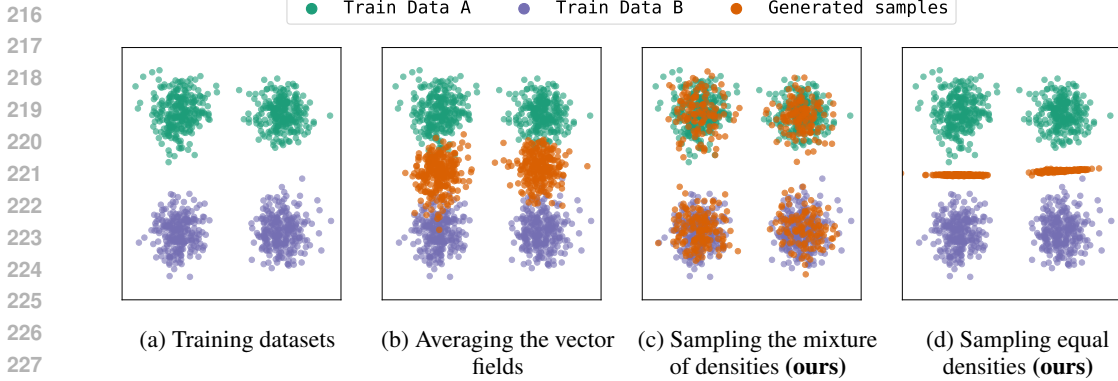 216
Train Data A Train Data B Generated samples
217
218
219
220
221
222
223
224
225
226
227
(a) Training datasets
(b) Averaging the vector
fields
(c) Sampling the mixture
of densities (ours)
(d) Sampling equal
densities (ours)